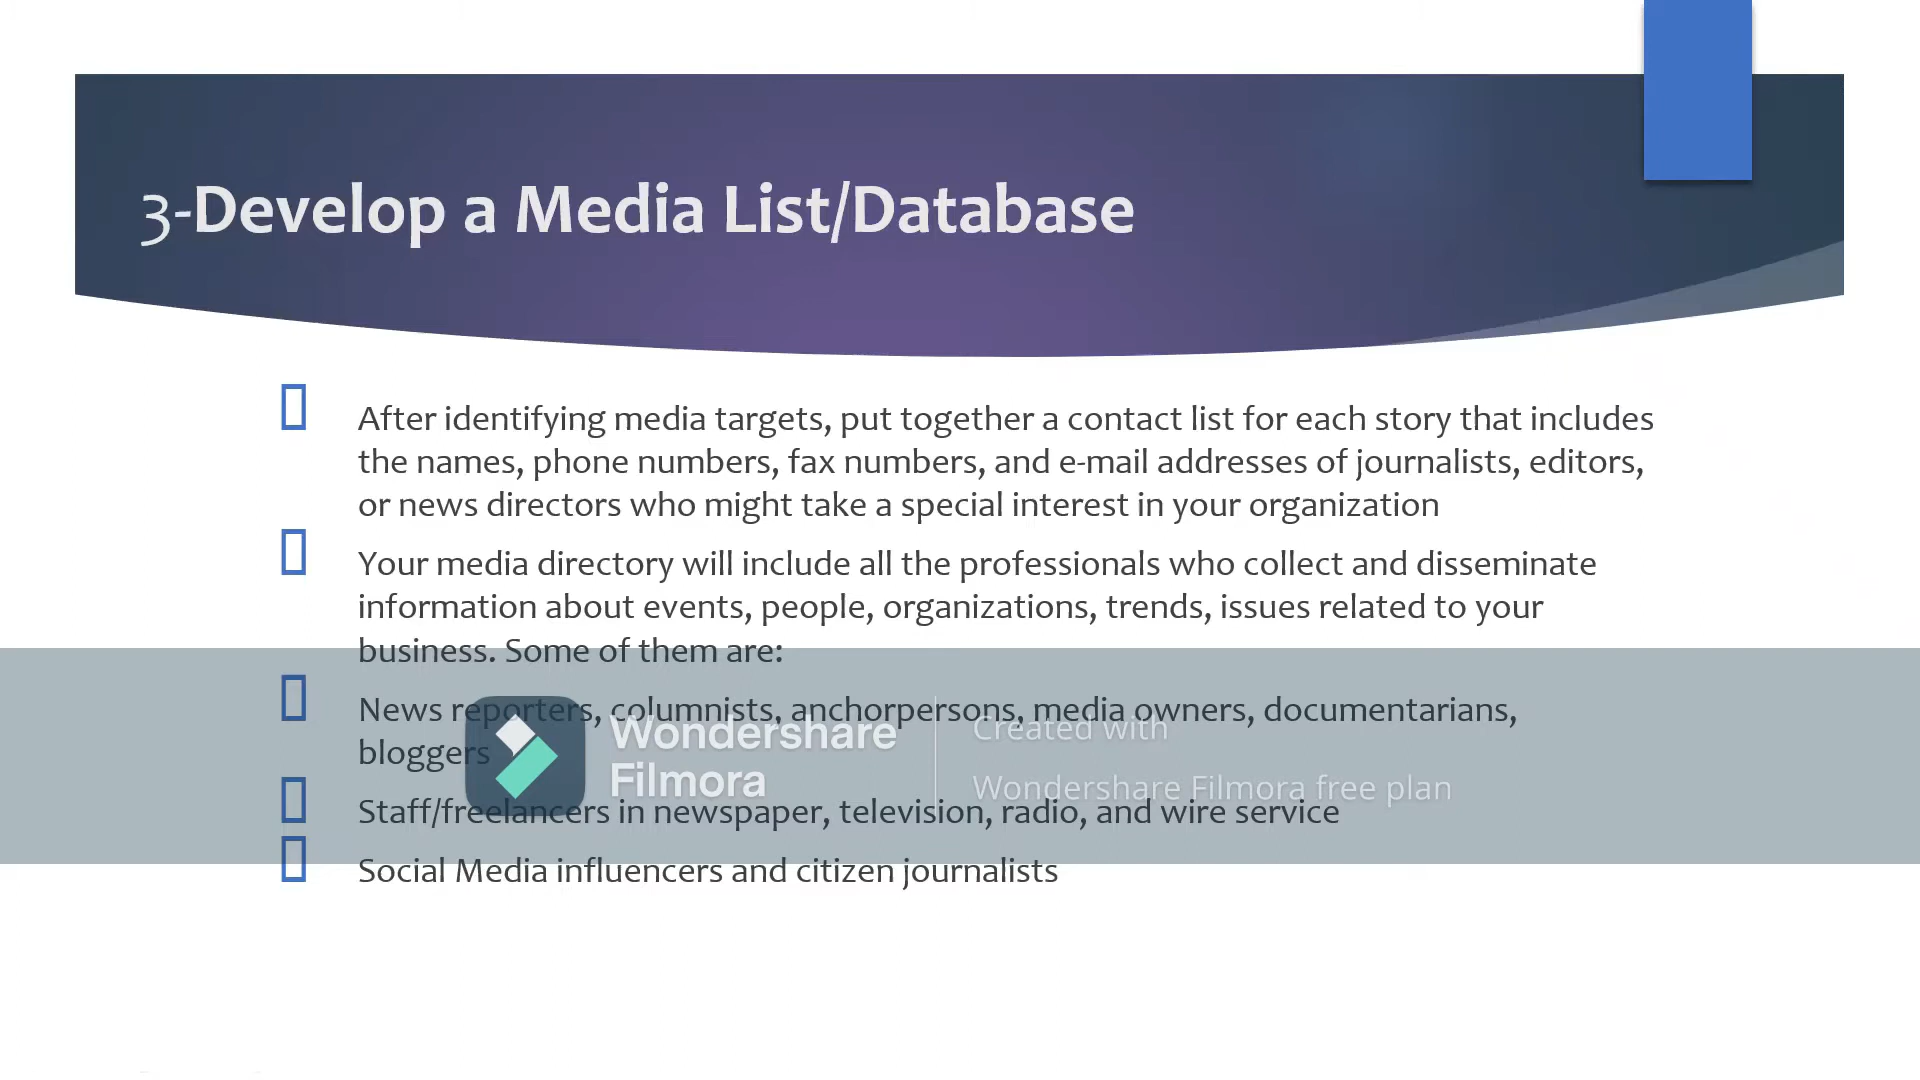 3-Develop a Media List/Database
After identifying media targets, put together a contact list for each story that includes
the names, phone numbers, fax numbers, and e-mail addresses of journalists, editors,
or news directors who might take a special interest in your organization
Your media directory will include all the professionals who collect and disseminate
information about events, people, organizations, trends, issues related to your
business. Some of them are:
News reporters, columnists, anchorpersons, media owners, documentarians,
bloggers
Staff/freelancers in newspaper, television, radio, and wire service
Social Media influencers and citizen journalists
Wondershare
Filmora
Created with
Wondershare Filmora free plan